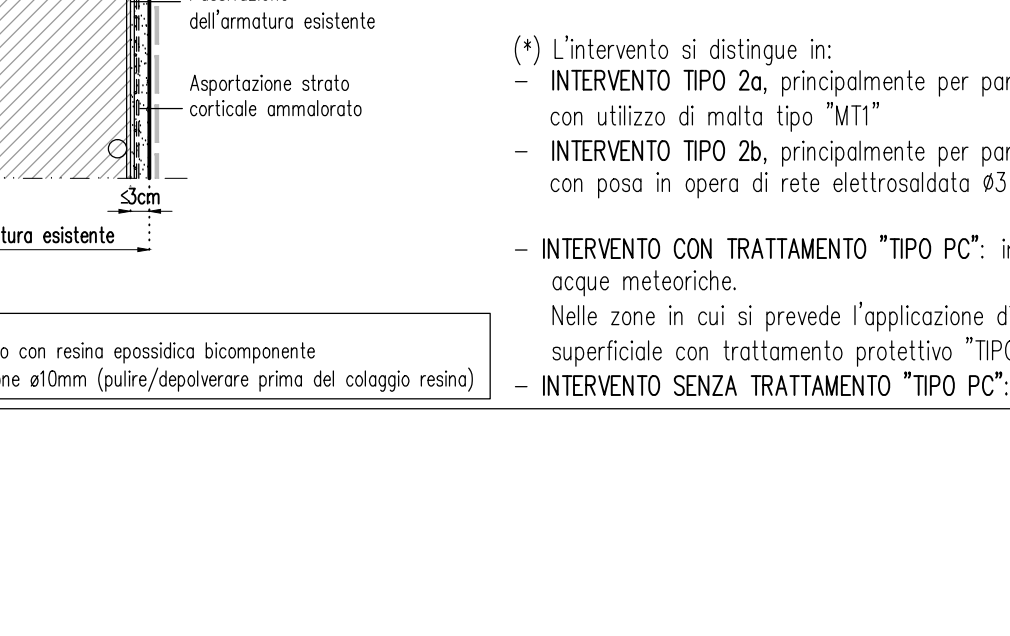 dell'armatura esistente
Asportazione strato
corticale ammalorato
≤3cm
tura esistente
o con resina epossidica bicomponente
ne ø10mm (pulire/depolverare prima del colaggio resina)
(*) L'intervento si distingue in:
– INTERVENTO TIPO 2a, principalmente per par
con utilizzo di malta tipo "MT1"
– INTERVENTO TIPO 2b, principalmente per par
con posa in opera di rete elettrosaldata Ø3
– INTERVENTO CON TRATTAMENTO "TIPO PC": in
acque meteoriche.
Nelle zone in cui si prevede l'applicazione d
superficiale con trattamento protettivo "TIPO
– INTERVENTO SENZA TRATTAMENTO "TIPO PC":